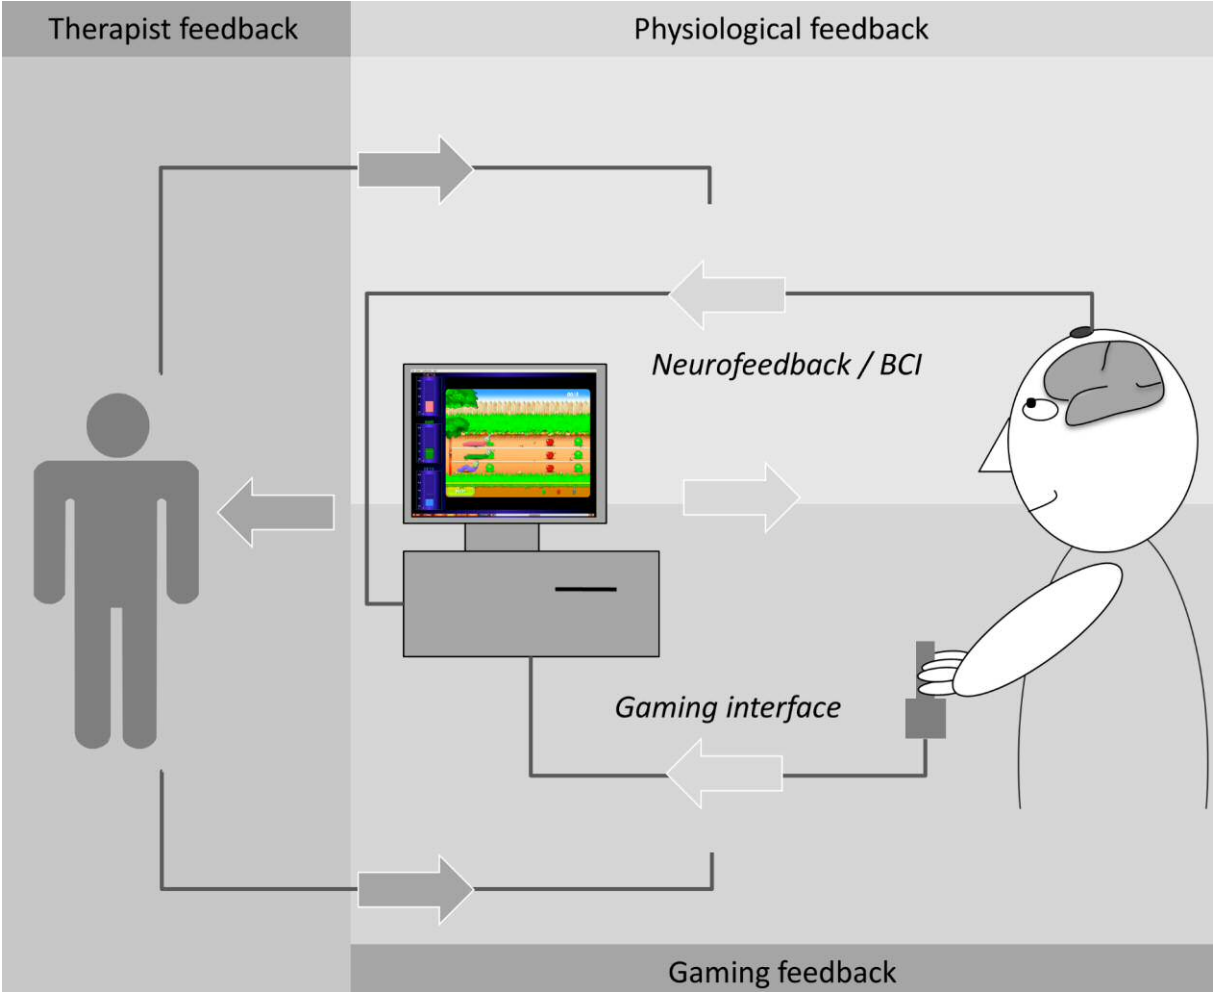 Therapist feedback
Physiological feedback
Neurofeedback / BCI
Gaming interface
Gaming feedback